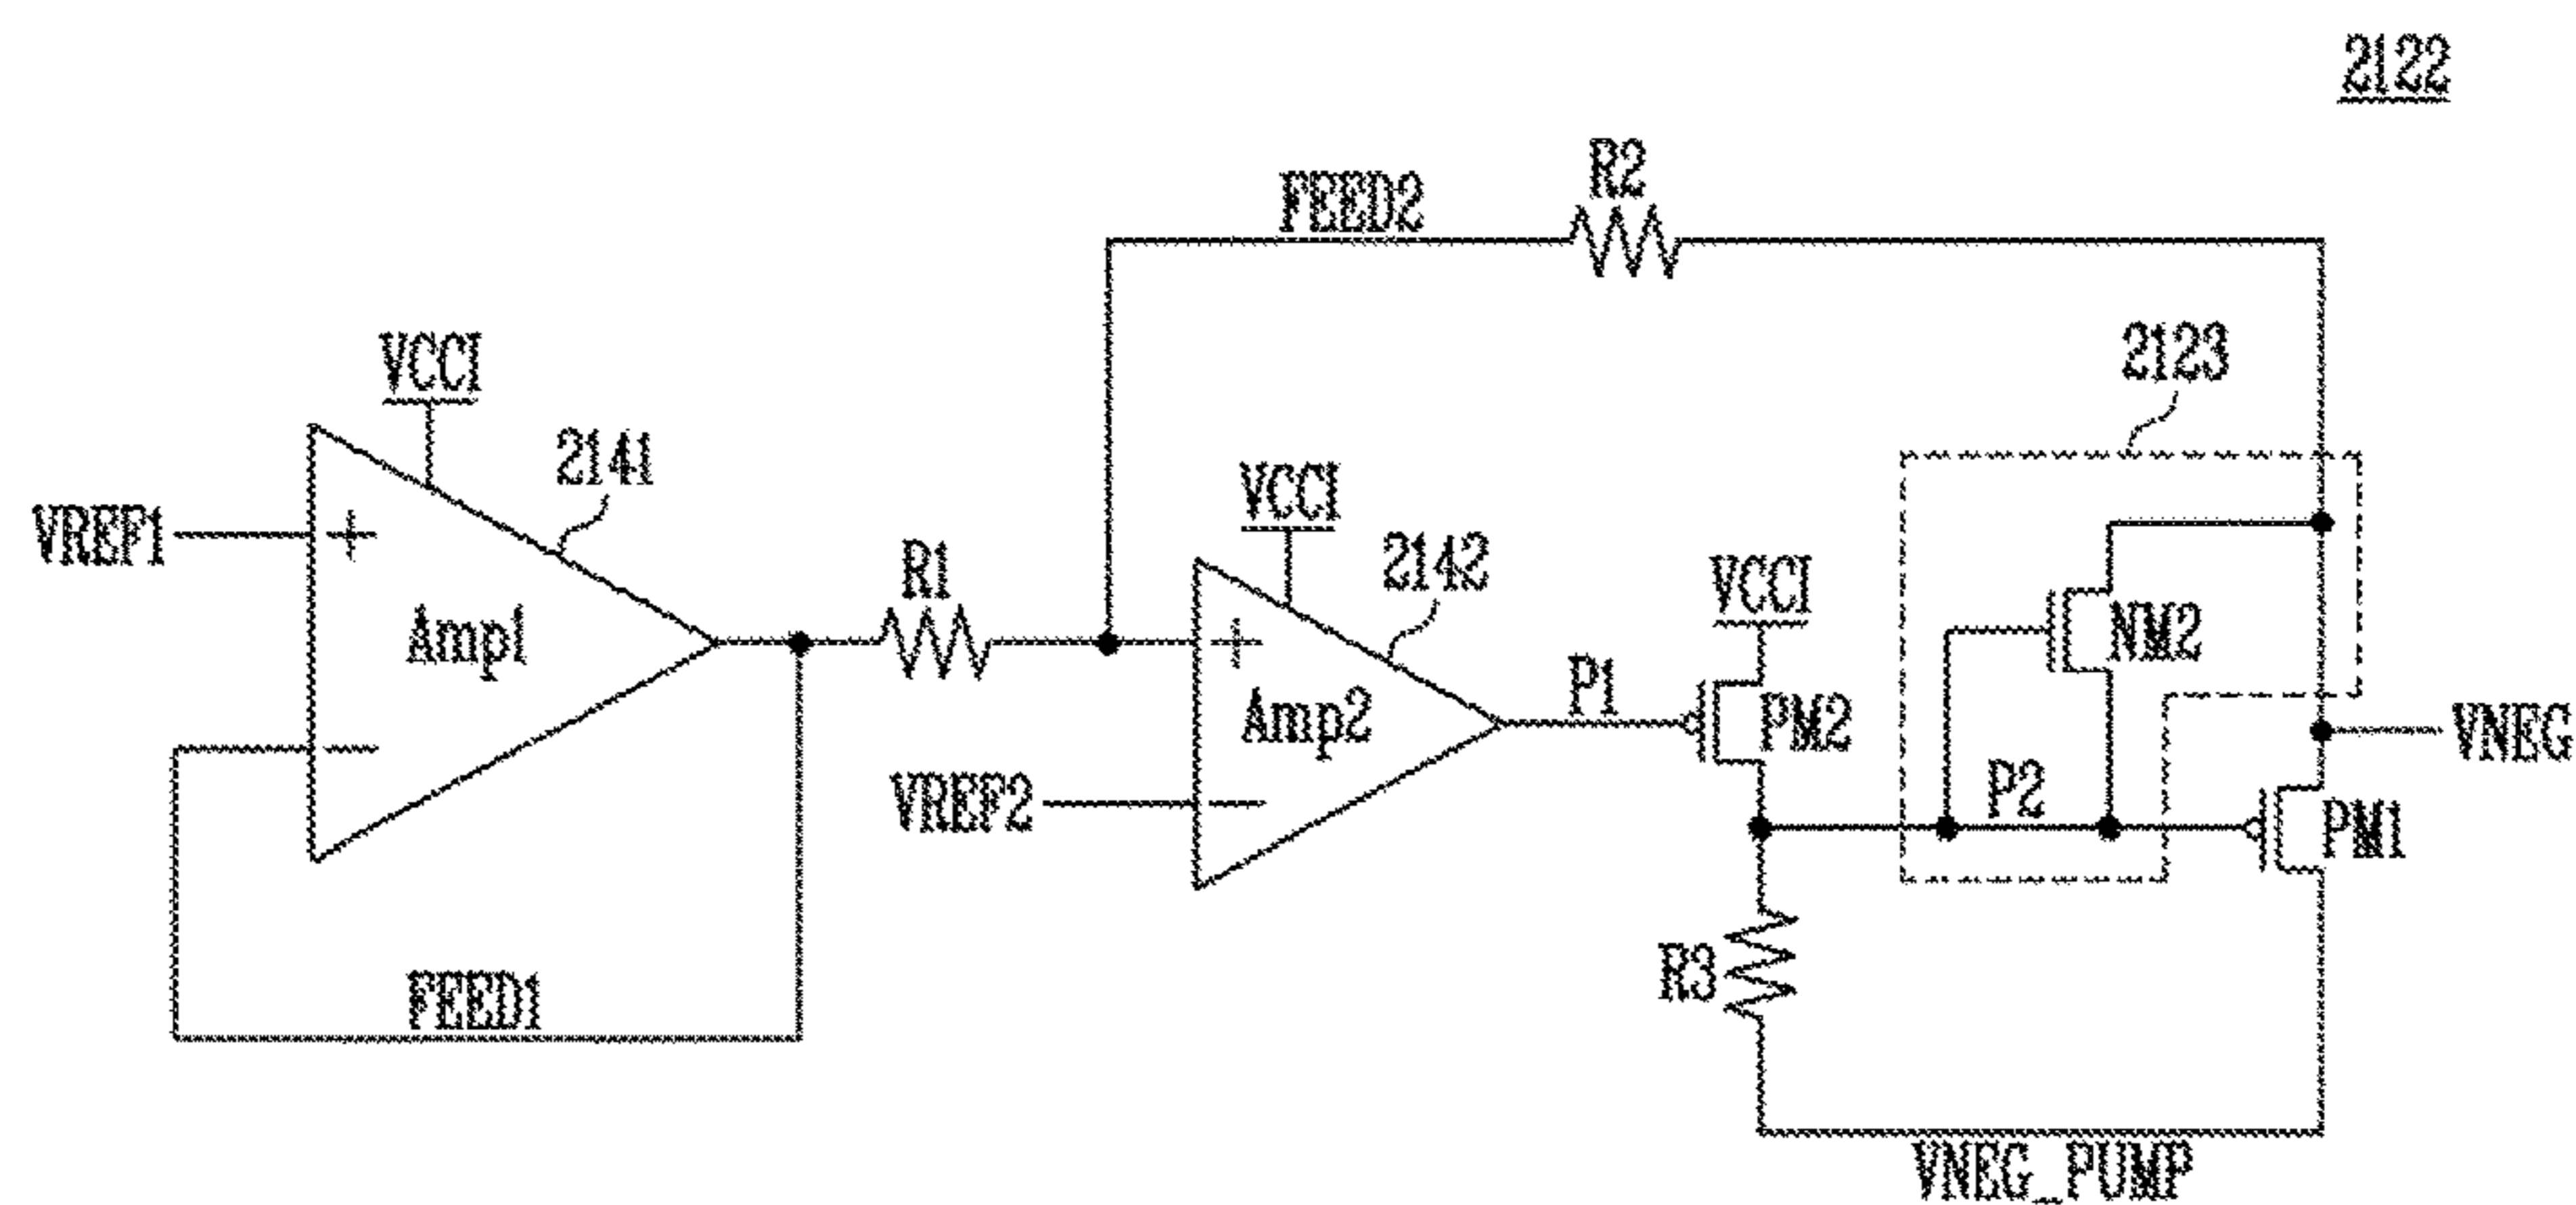 2122
R2
FEED2
2123
VCCI
2141
VCCI
2142
VREF1
+
R1
+
VCCI
Amp1
NM2
P1
Amp2
PM2
VNEG
−
VREF2
−
P2
PM1
R3
FEED1
VNEG_PUMP